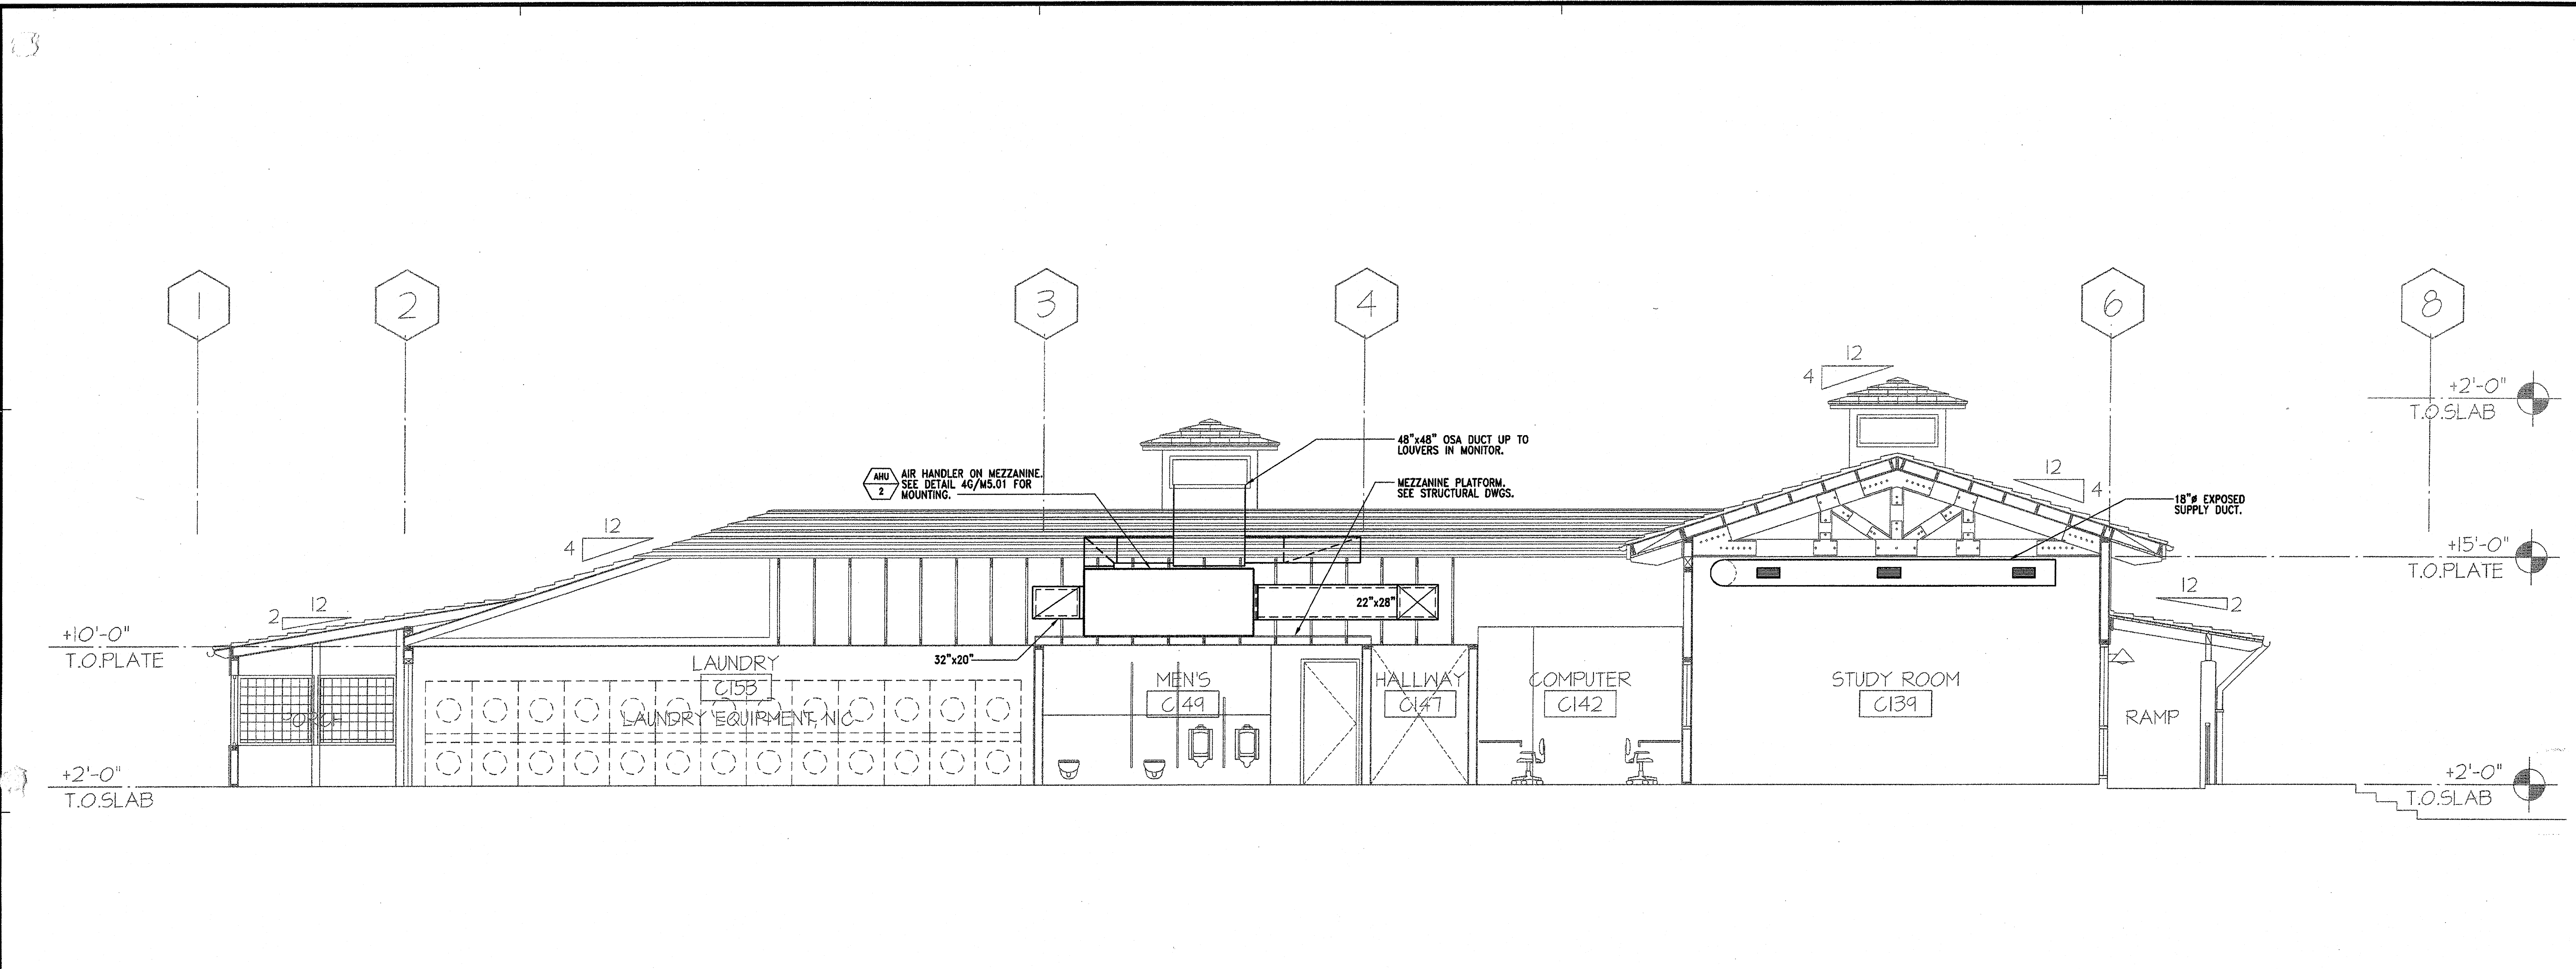 1
2
3
4
6
8
12
4
+2'-0"
T.O.SLAB
48"x48" OSA DUCT UP TO
LOUVERS IN MONITOR.
AHU
2
AIR HANDLER ON MEZZANINE.
SEE DETAIL 4G/M5.01 FOR
MOUNTING.
MEZZANINE PLATFORM.
SEE STRUCTURAL DWGS.
12
4
18"ø EXPOSED
SUPPLY DUCT.
12
4
+15'-0"
T.O.PLATE
12
2
22"x28"
12
2
+10'-0"
T.O.PLATE
32"x20"
LAUNDRY
C153
LAUNDRY EQUIPMENT, NIC
PORCH
MEN'S
C149
HALLWAY
C147
COMPUTER
C142
STUDY ROOM
C139
RAMP
+2'-0"
T.O.SLAB
+2'-0"
T.O.SLAB